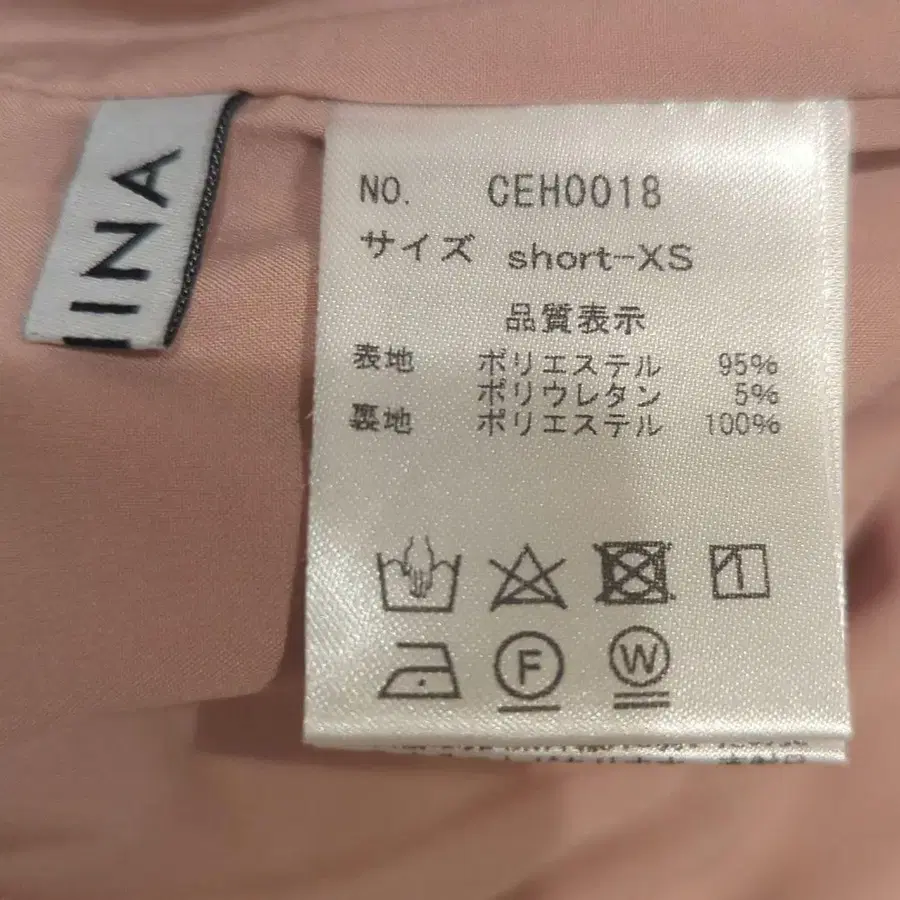 INA
NO. CEH0018
サイズ short-XS
品質表示
表地 ポリエステル 95%
ポリウレタン 5%
裏地 ポリエステル 100%
F
W